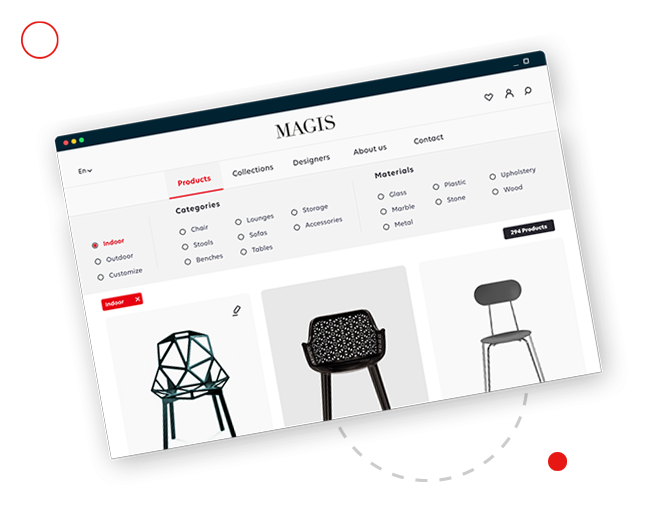 MAGIS
En
Products
Collections
Designers
About us
Contact
Indoor
Outdoor
Customize
Categories
Chair
Stools
Benches
Lounges
Sofas
Tables
Storage
Accessories
Materials
Glass
Marble
Metal
Plastic
Stone
Upholstery
Wood
294 Products
Indoor